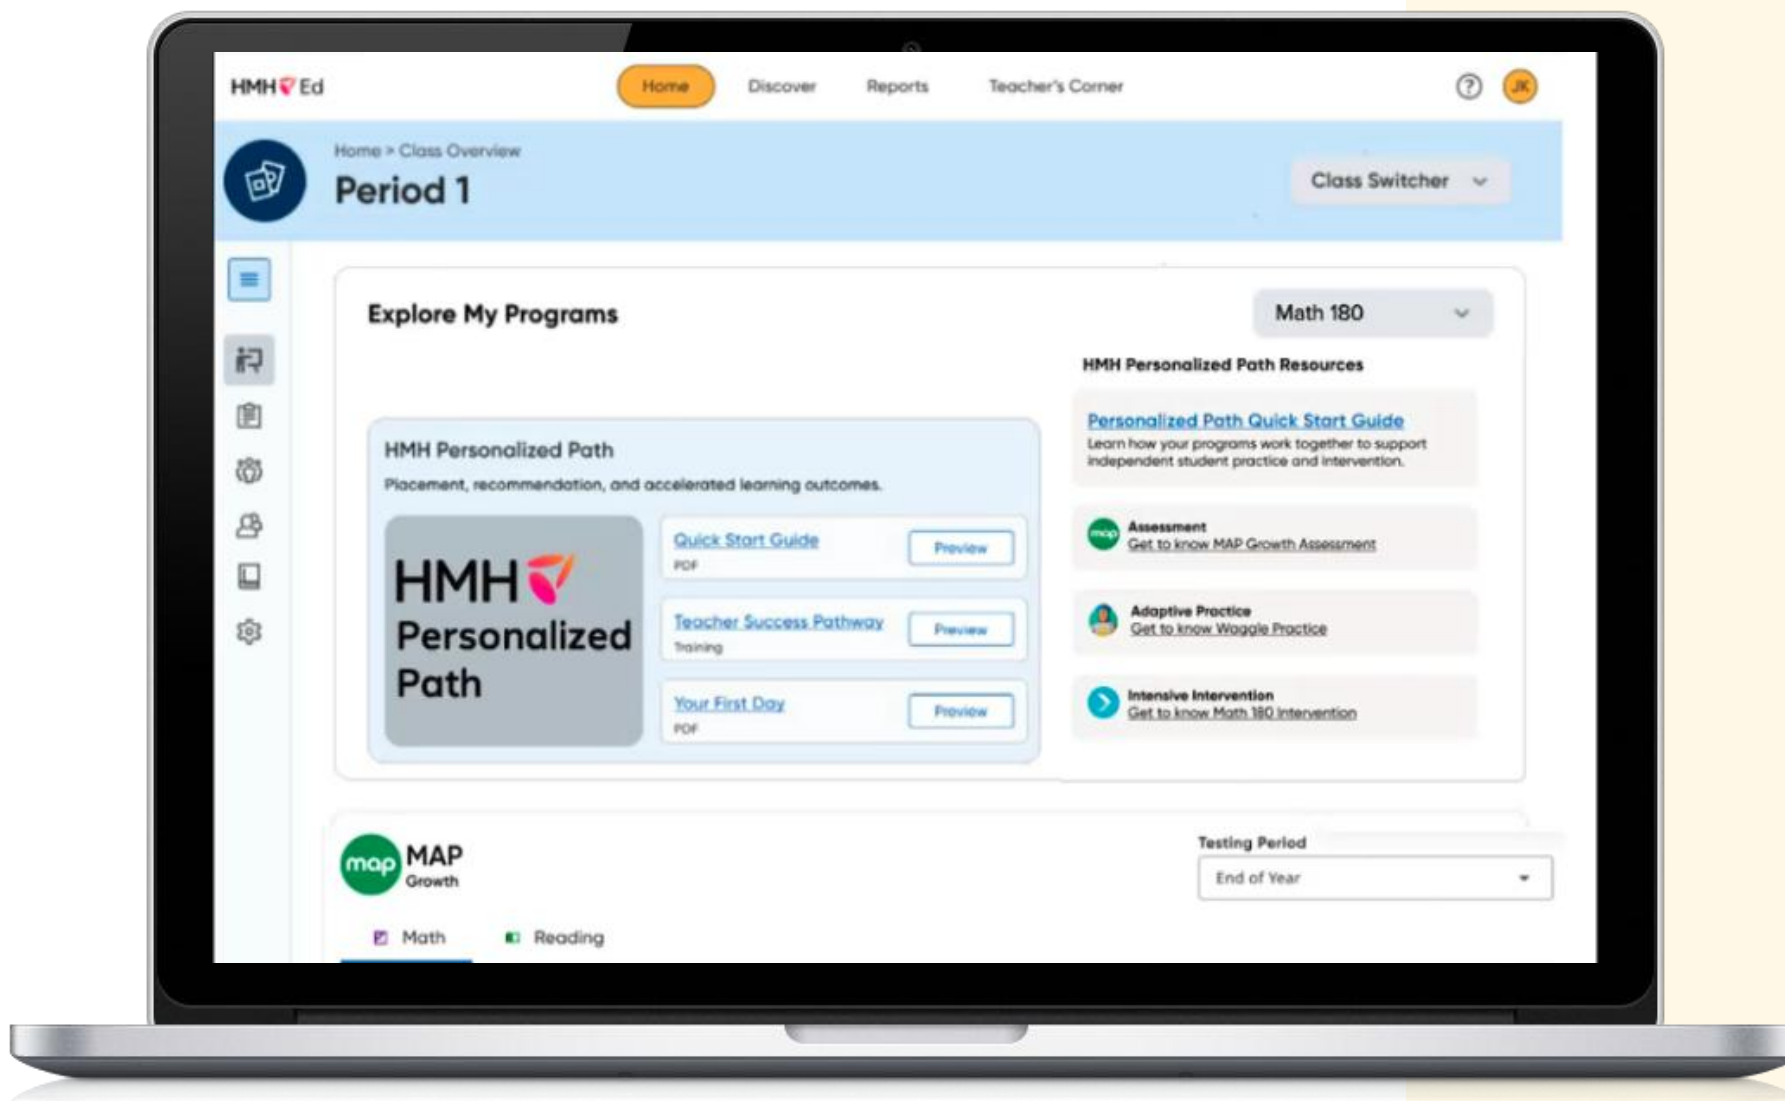 HMH Ed
Home
Discover
Reports
Teacher's Corner
?
JK
Home > Class Overview
Period 1
Class Switcher
Explore My Programs
Math 180
HMH Personalized Path
Placement, recommendation, and accelerated learning outcomes.
HMH
Personalized
Path
Quick Start Guide
PDF
Preview
Teacher Success Pathway
Training
Preview
Your First Day
PDF
Preview
HMH Personalized Path Resources
Personalized Path Quick Start Guide
Learn how your programs work together to support
independent student practice and intervention.
map
Assessment
Get to know MAP Growth Assessment
Adaptive Practice
Get to know Waggle Practice
Intensive Intervention
Get to know Math 180 Intervention
map
MAP
Growth
Testing Period
End of Year
Math
Reading